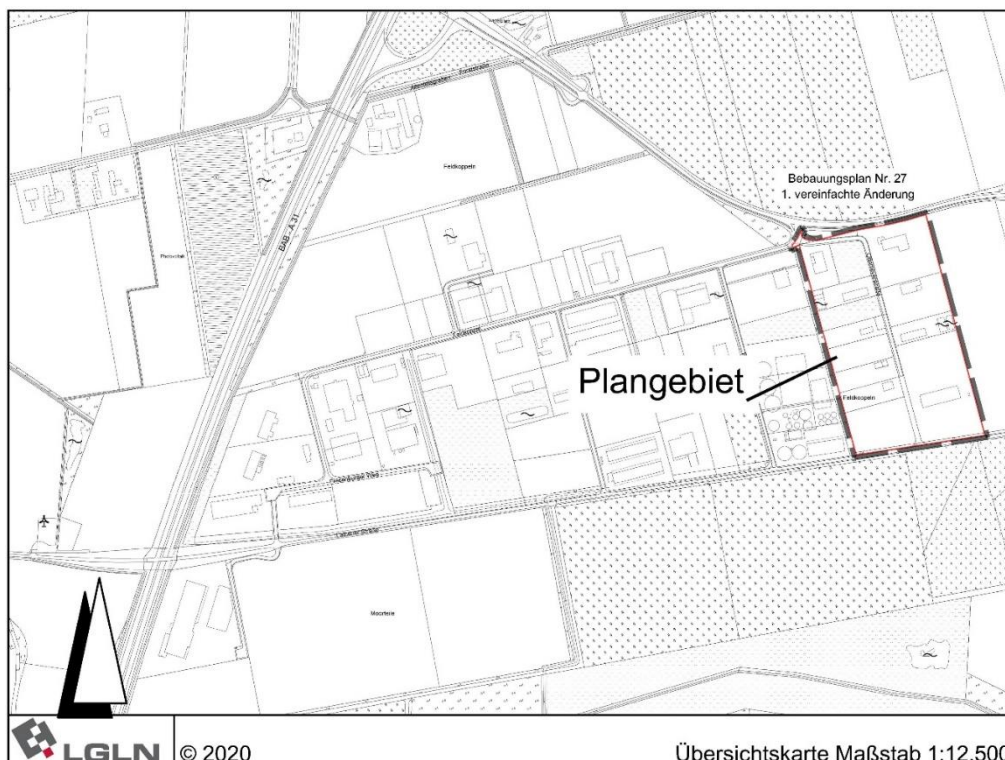 Feldkoppeln
BAB - A 31
Bebauungsplan Nr. 27
1. vereinfachte Änderung
Plangebiet
Feldkoppeln
Moorteile
LGLN © 2020
Übersichtskarte Maßstab 1:12.500